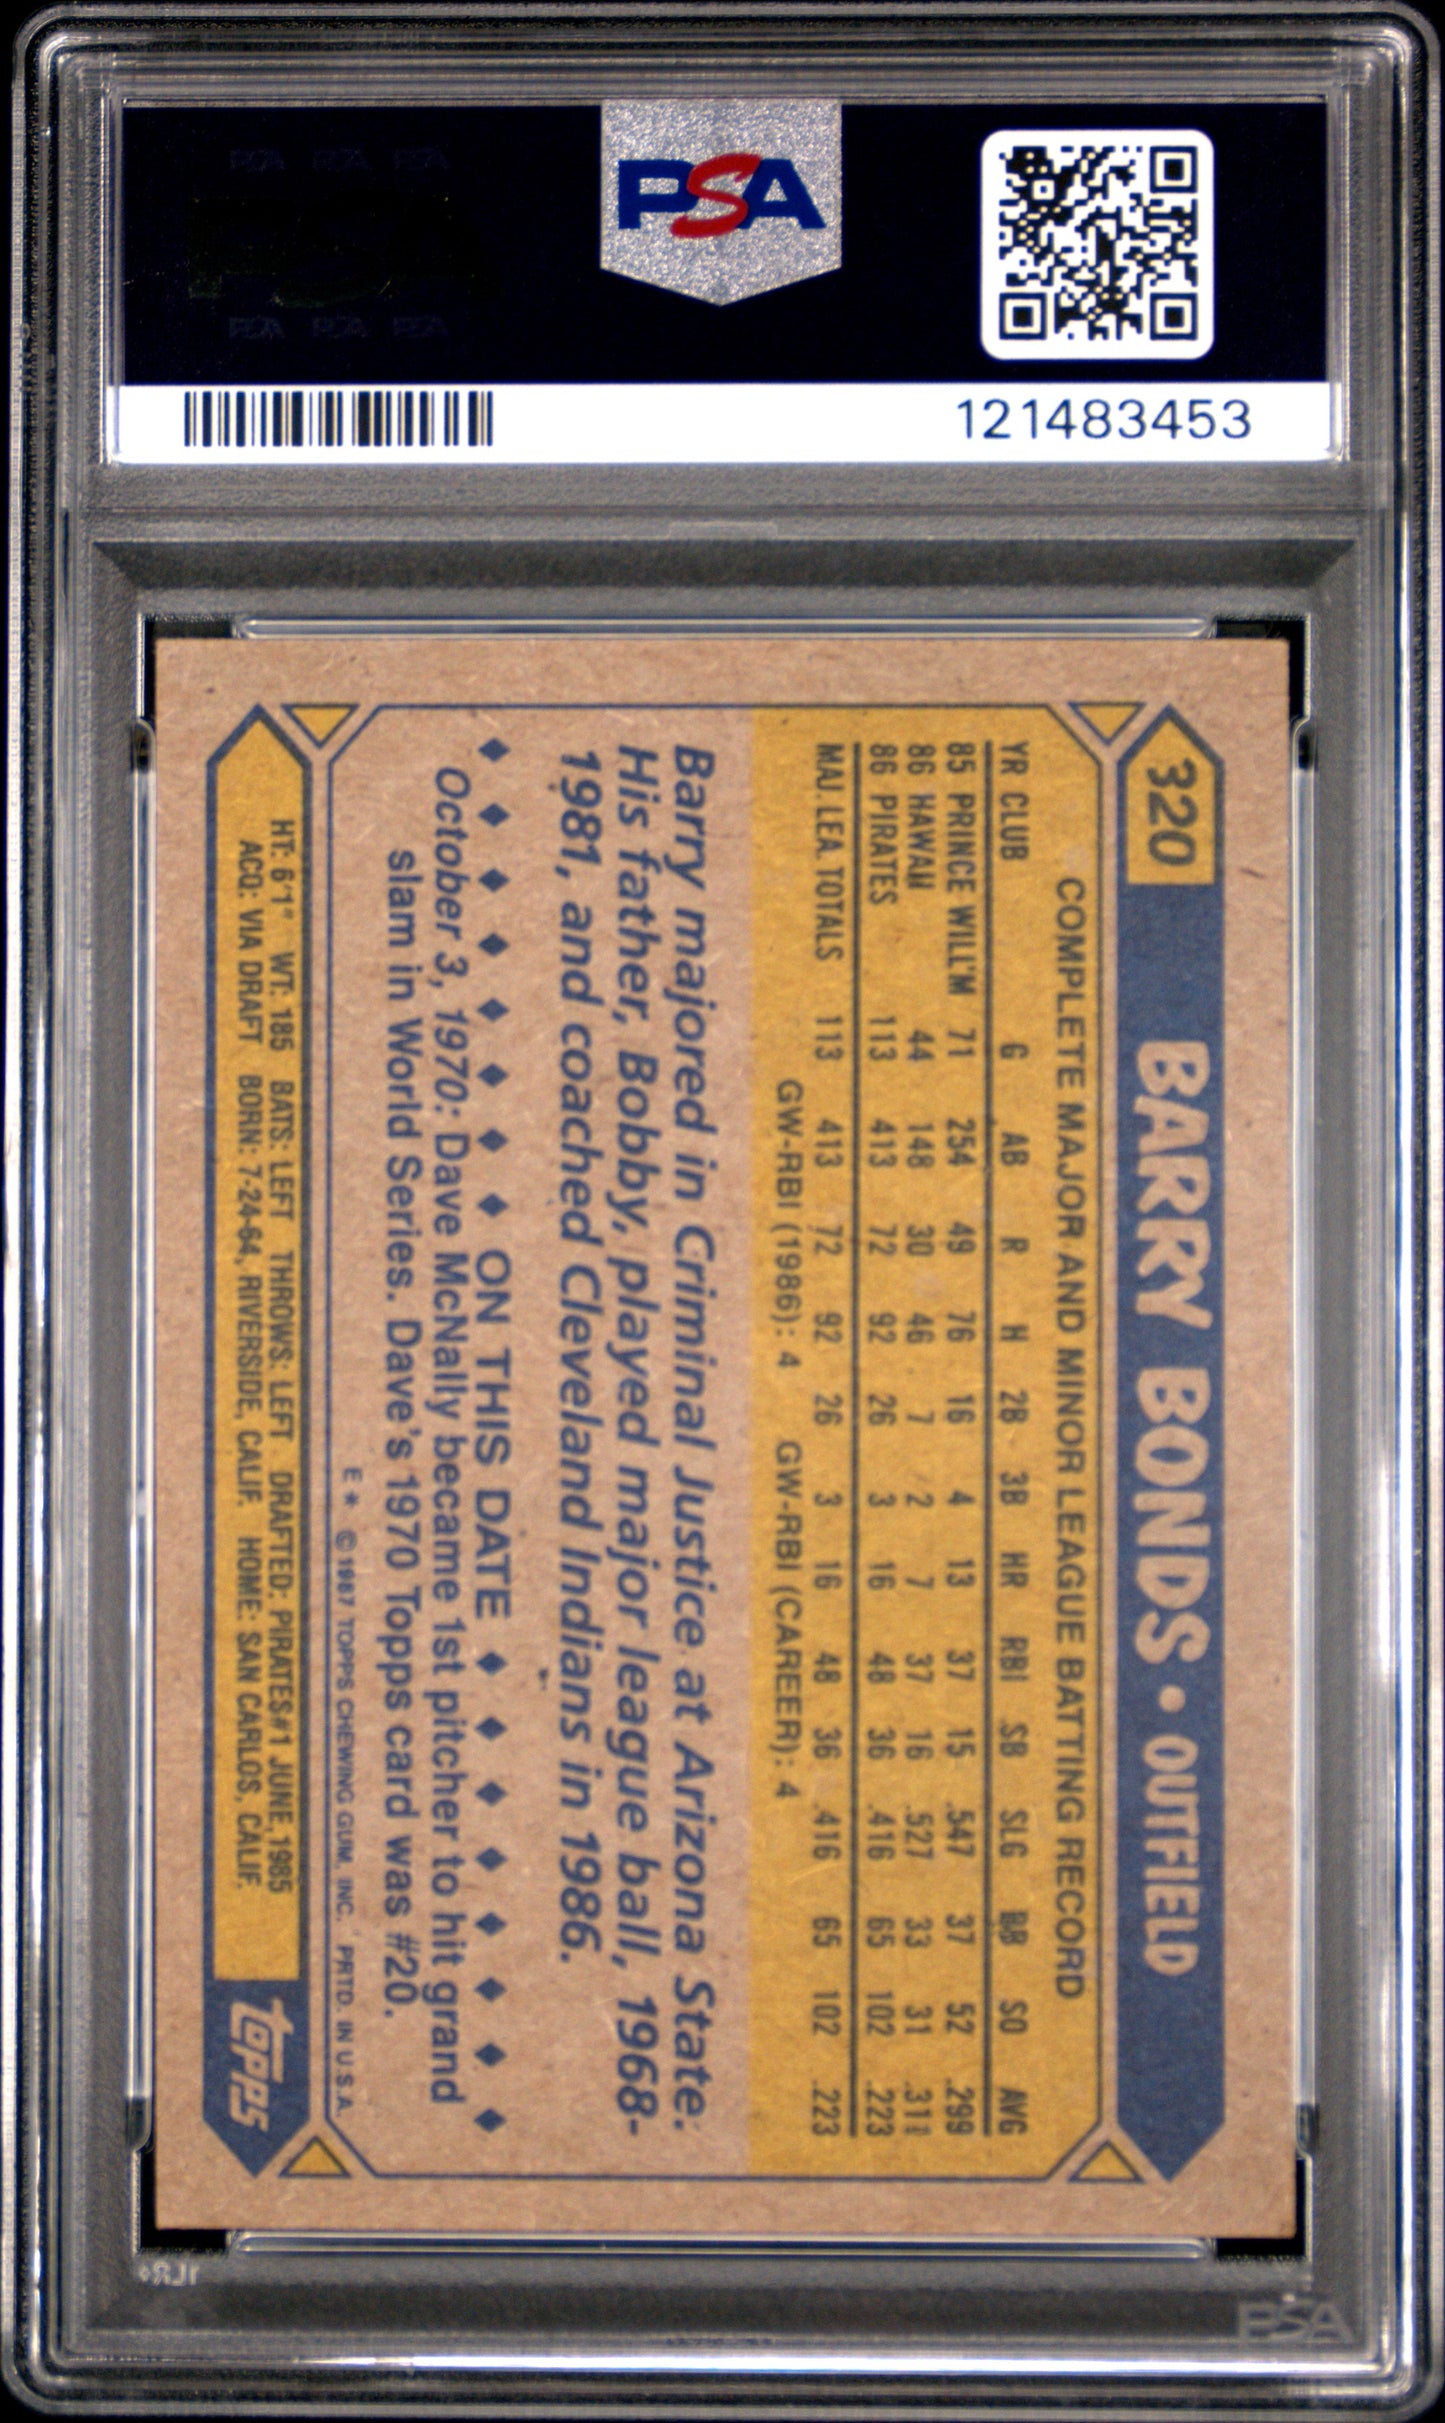 PSA
121483453
320 BARRY BONDS • OUTFIELD
COMPLETE MAJOR AND MINOR LEAGUE BATTING RECORD
YR CLUB G AB R H 2B 3B HR RBI SB SLG BB SO AVG
85 PRINCE WILL'M 71 254 49 76 16 4 13 37 15 .547 37 52 .299
86 HAWAII 44 148 30 46 7 2 7 37 16 .527 33 31 .311
86 PIRATES 113 413 72 92 26 3 16 48 36 .416 65 102 .223
MAJ. LEA. TOTALS 113 413 72 92 26 3 16 48 36 .416 65 102 .223
GW-RBI (1986): 4 GW-RBI (CAREER): 4
Barry majored in Criminal Justice at Arizona State.
His father, Bobby, played major league ball, 1968-
1981, and coached Cleveland Indians in 1986.
ON THIS DATE
October 3, 1970: Dave McNally became 1st pitcher to hit grand
slam in World Series. Dave's 1970 Topps card was #20.
E * © 1987 TOPPS CHEWING GUM, INC. PRTD. IN U.S.A.
HT: 6'1" WT: 185 BATS: LEFT THROWS: LEFT DRAFTED: PIRATES#1 JUNE, 1985
ACQ: VIA DRAFT BORN: 7-24-64, RIVERSIDE, CALIF. HOME: SAN CARLOS, CALIF.
topps
PSA